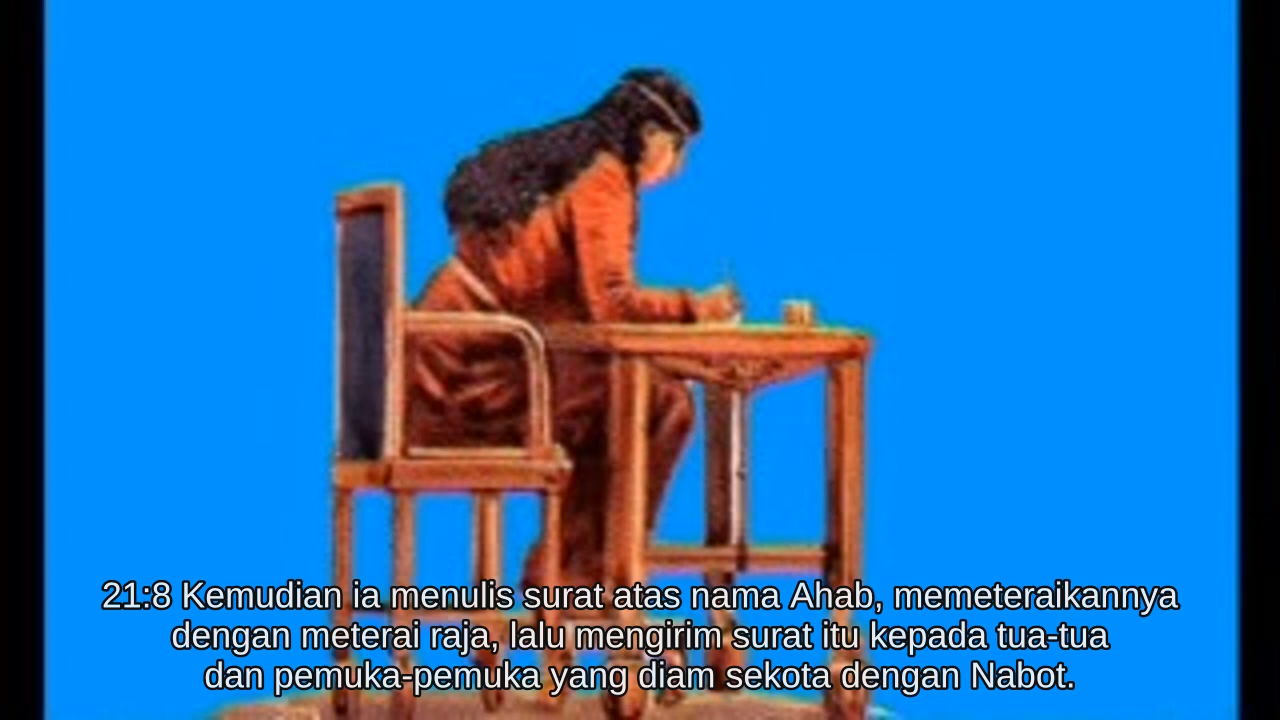 21:8 Kemudian ia menulis surat atas nama Ahab, memeteraikannya
dengan meterai raja, lalu mengirim surat itu kepada tua-tua
dan pemuka-pemuka yang diam sekota dengan Nabot.